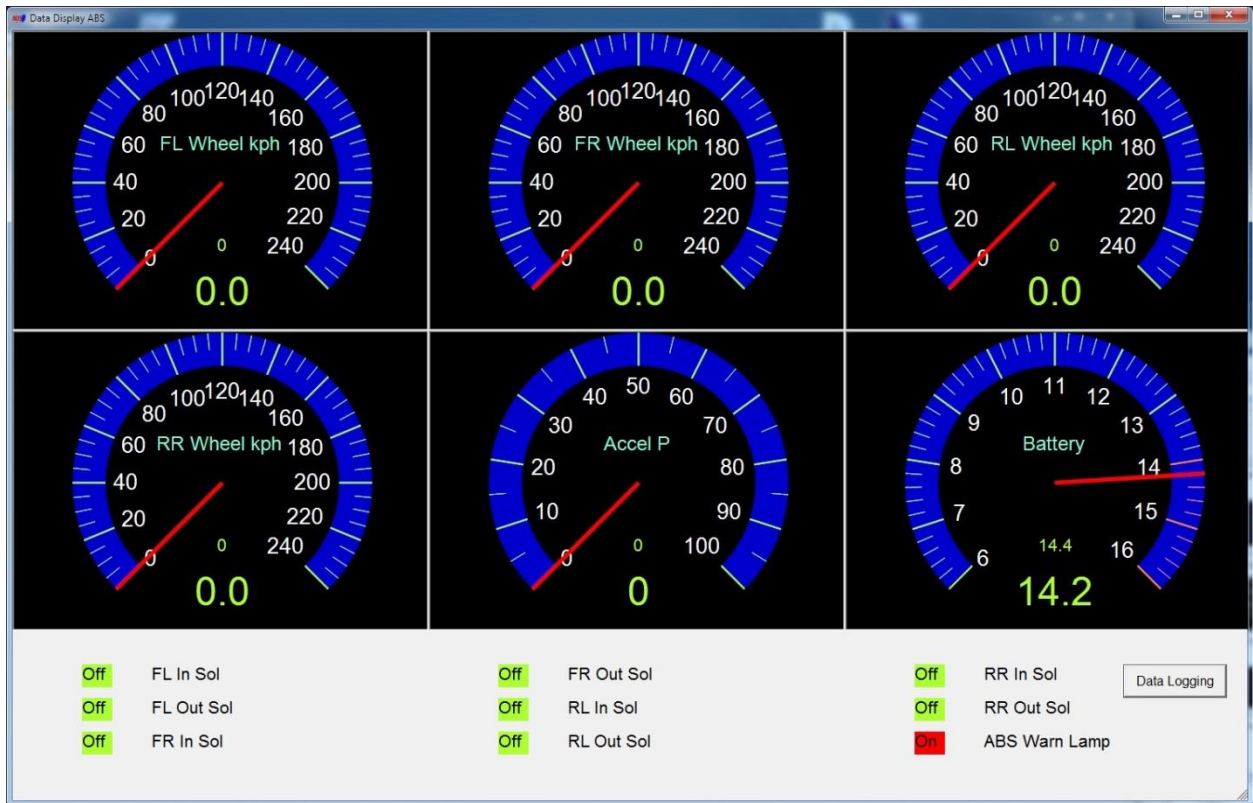 ABS Data Display ABS
100 120 140
80 160
60 FL Wheel kph 180
40 200
20 220
0 0 240
0.0
100 120 140
80 160
60 FR Wheel kph 180
40 200
20 220
0 0 240
0.0
100 120 140
80 160
60 RL Wheel kph 180
40 200
20 220
0 0 240
0.0
100 120 140
80 160
60 RR Wheel kph 180
40 200
20 220
0 0 240
0.0
40 50 60
30 70
Accel P
20 80
10 90
0 0 100
0
10 11 12
9 13
Battery
8 14
7 15
6 14.4 16
14.2
Off FL In Sol
Off FL Out Sol
Off FR In Sol
Off FR Out Sol
Off RL In Sol
Off RL Out Sol
Off RR In Sol
Off RR Out Sol
On ABS Warn Lamp
Data Logging